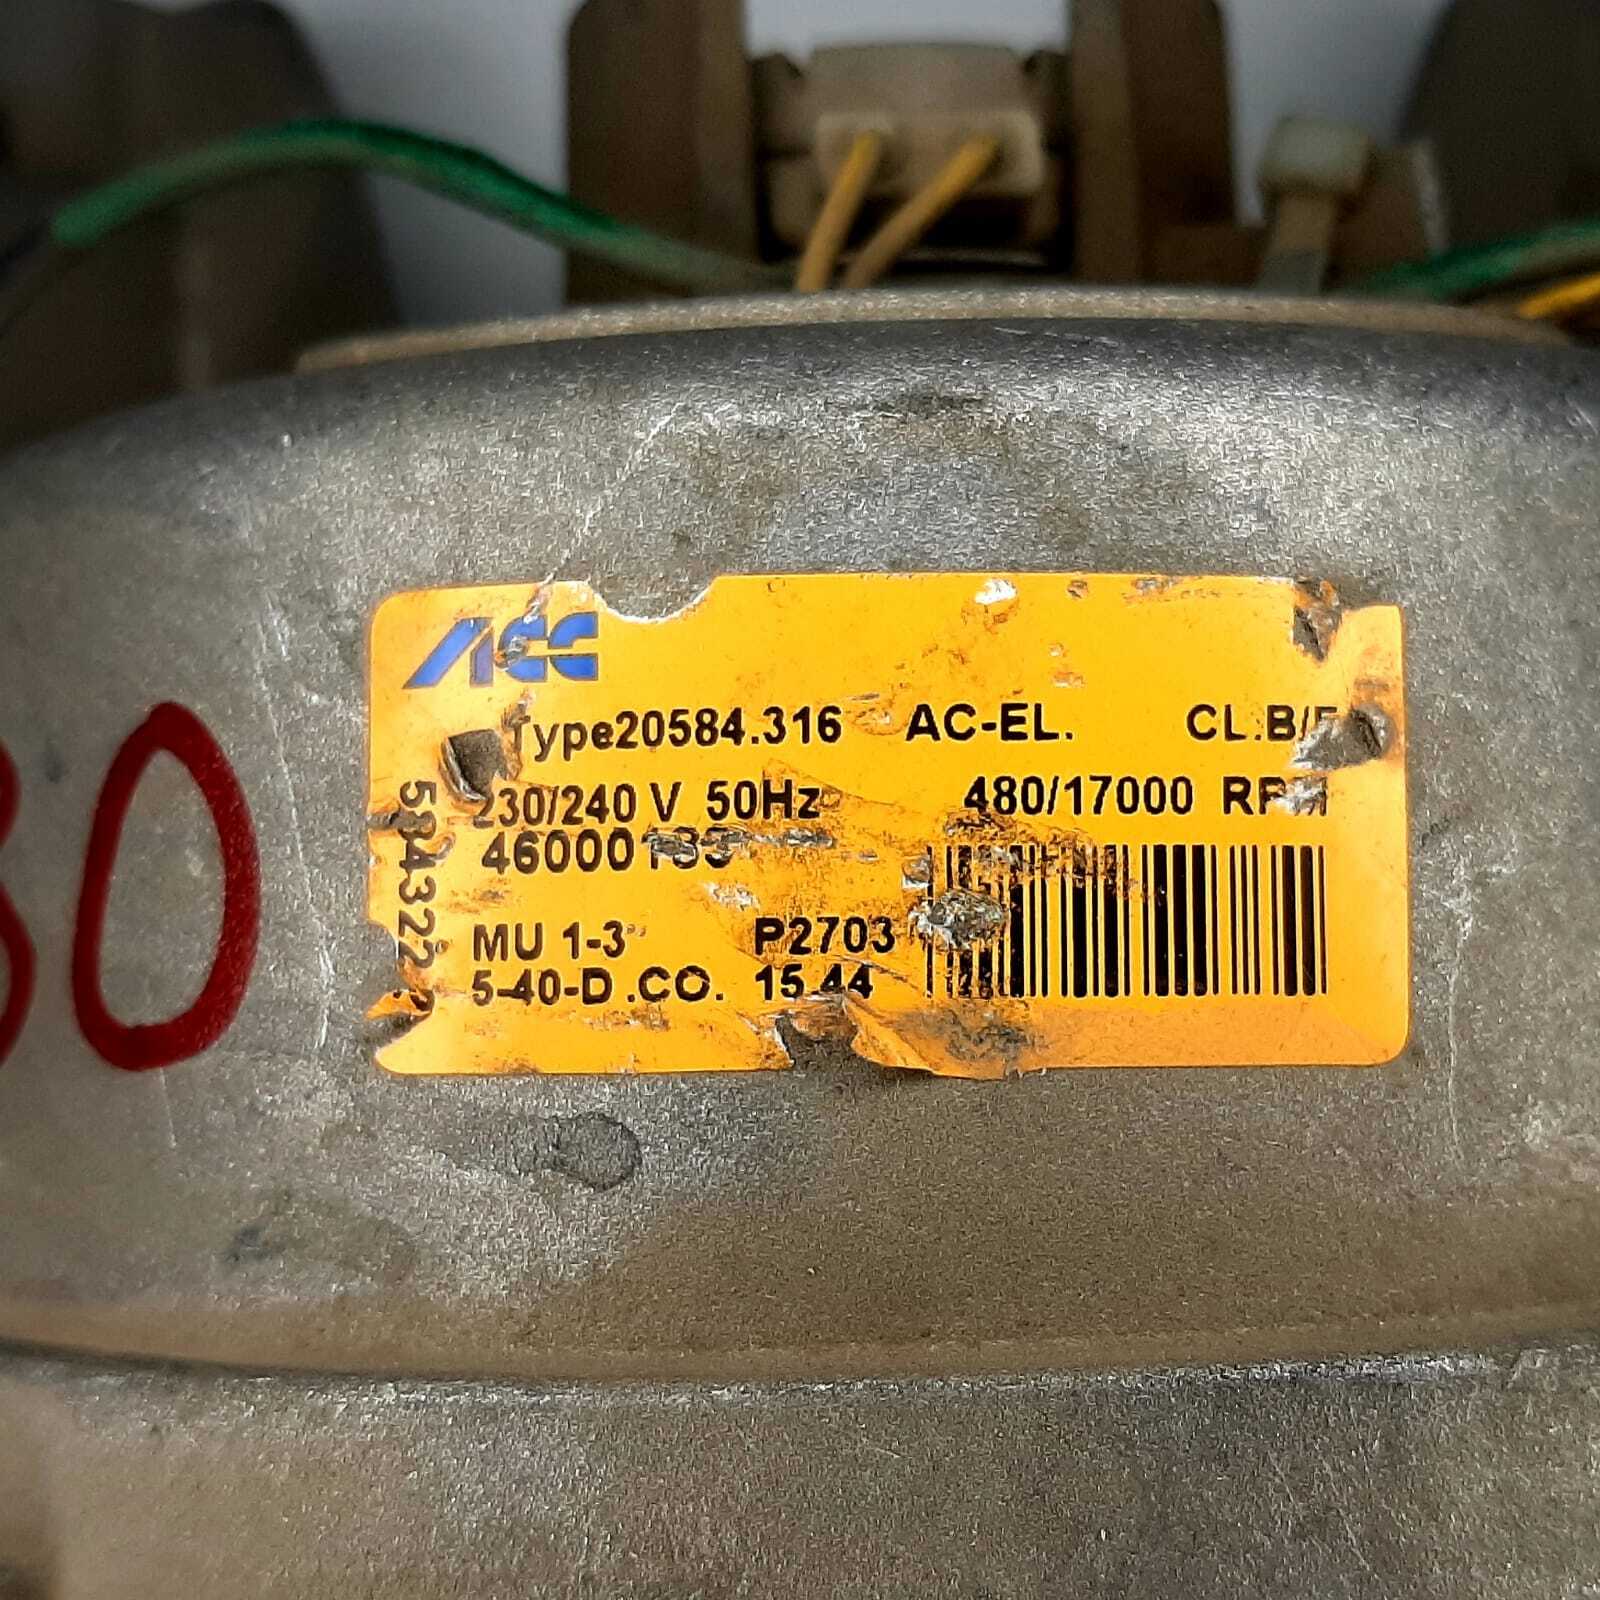 ACC
Type20584.316 AC-EL. CL.B/F
230/240 V 50Hz 480/17000 RPM
MU 1-3 P2703
5-40-D.CO. 15.44